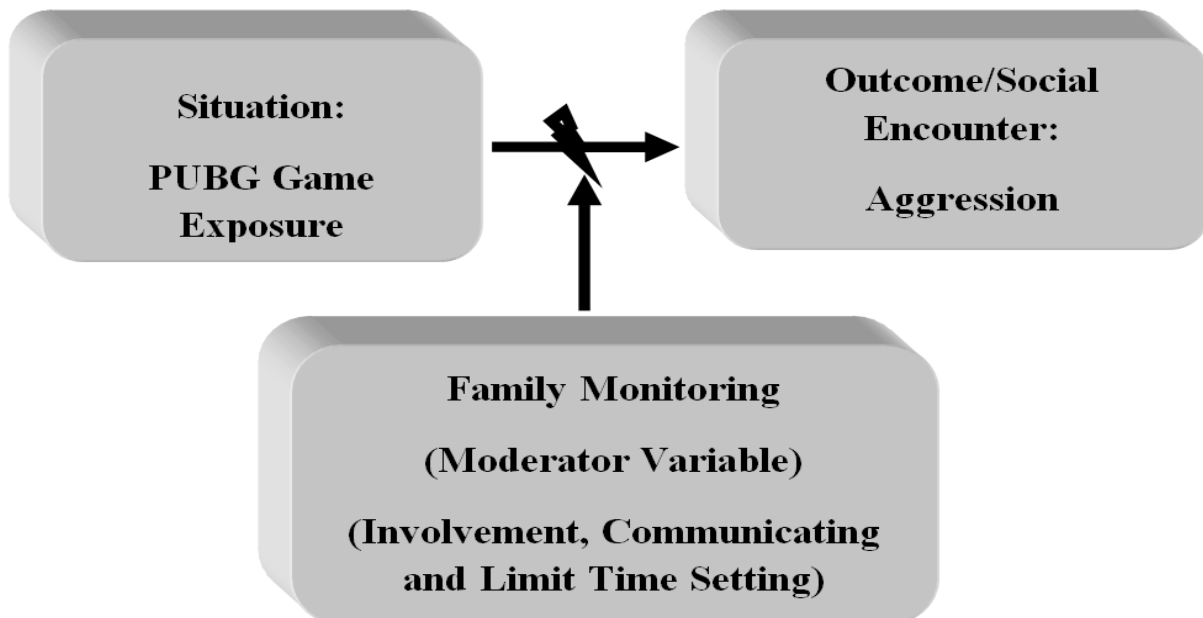 Situation:
PUBG Game
Exposure
Outcome/Social
Encounter:
Aggression
Family Monitoring
(Moderator Variable)
(Involvement, Communicating
and Limit Time Setting)